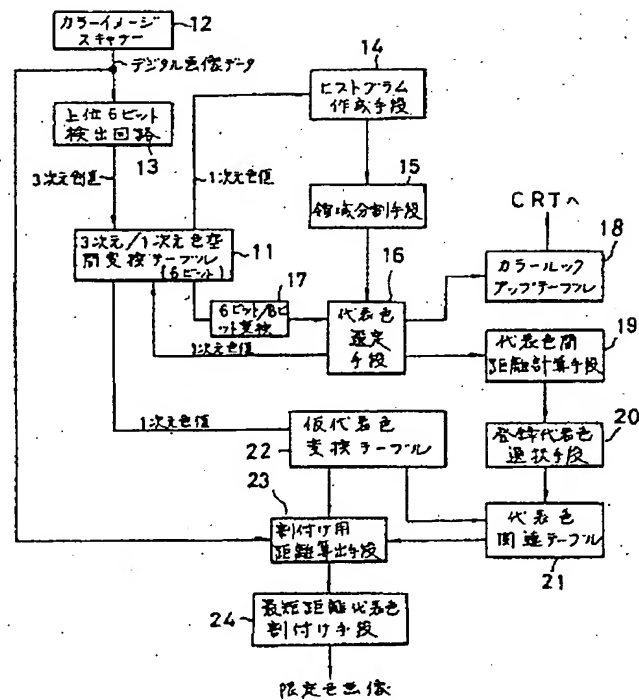 カラーイメージ
スキャナー
12
デジタル画像データ
上位6ビット
検出回路
13
14
ヒストグラム
作成手段
3次元色値
1次元色値
15
領域分割手段
CRTへ
3次元/1次元色空
間変換テーブル
(6ビット)
11
16
18
カラールック
アップテーブル
17
6ビット/8ビ
ット変換
代表色
選定
手段
1次元色値
19
代表色間
距離計算手段
1次元色値
仮代表色
変換テーブル
22
20
登録代表色
選択手段
23
割付け用
距離算出手段
代表色
関連テーブル
21
24
最短距離代表色
割付け手段
限定色画像